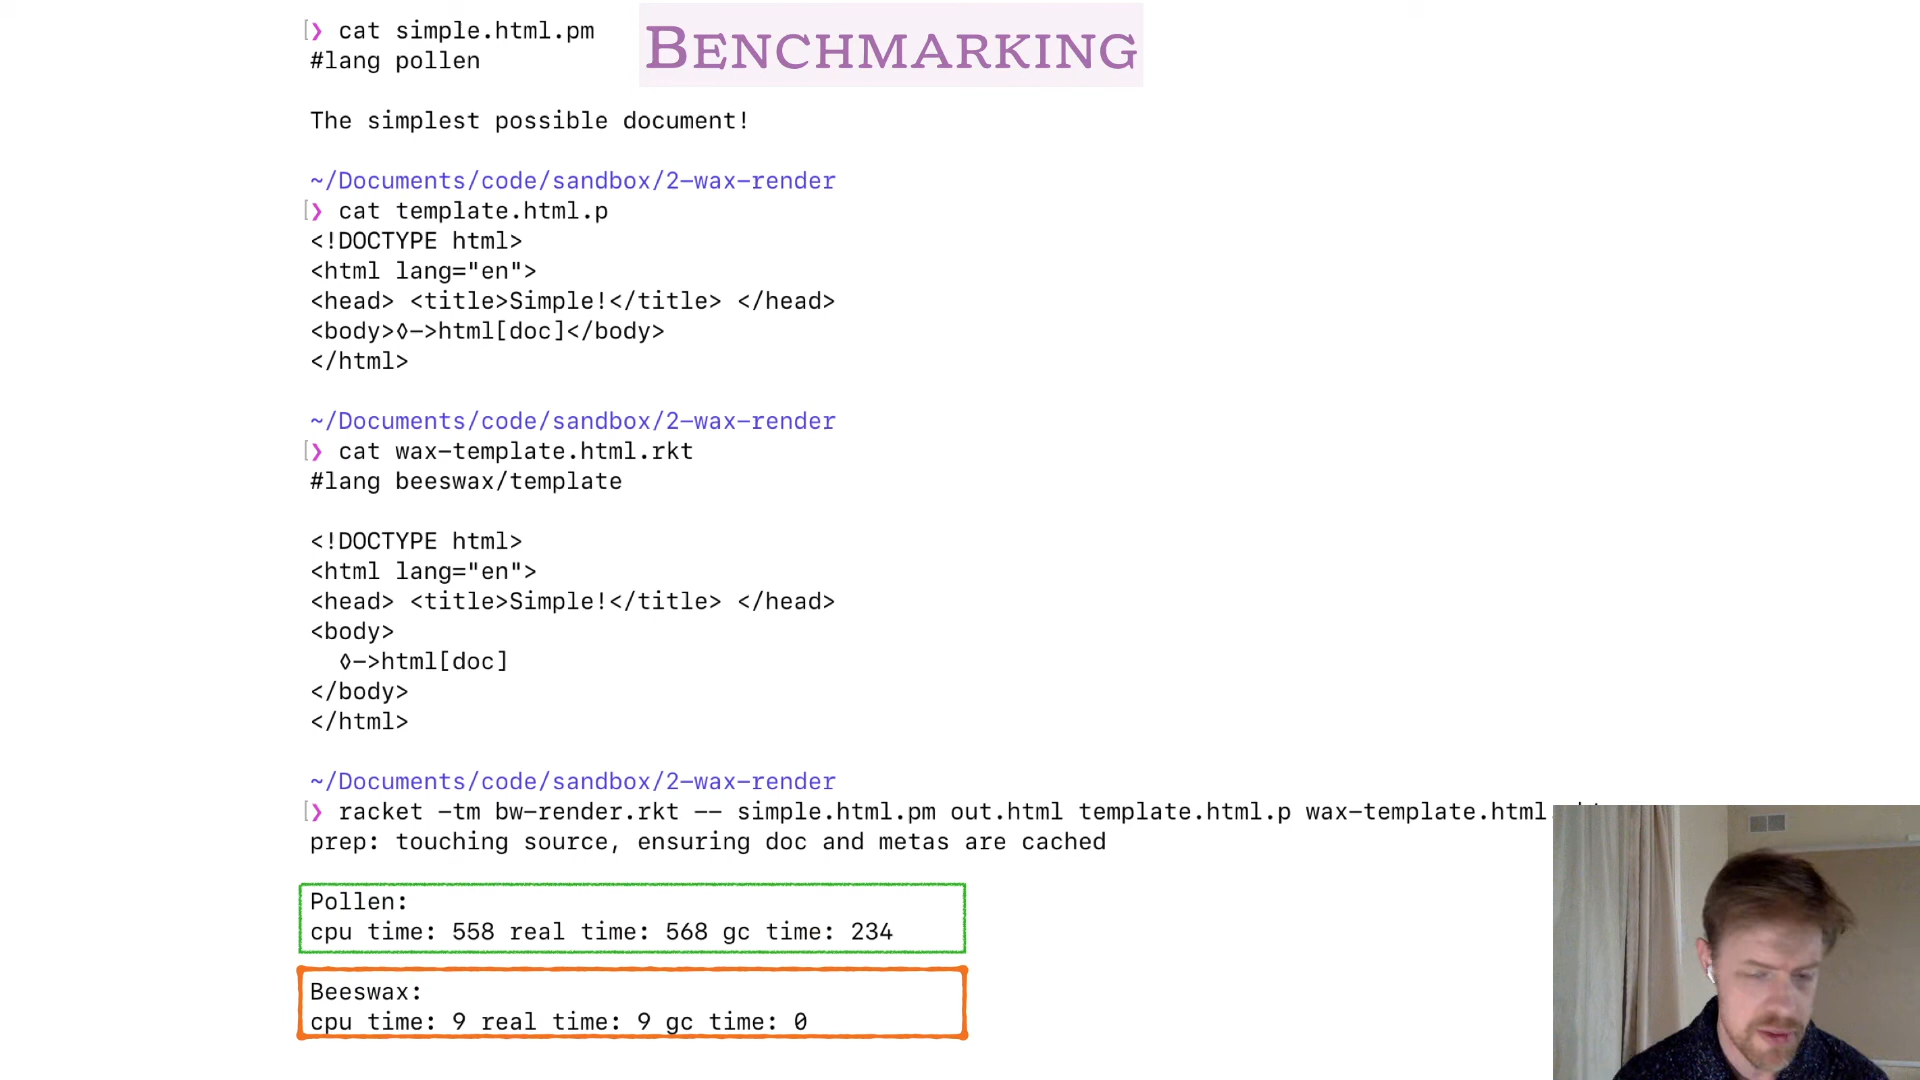 ❯ cat simple.html.pm
BENCHMARKING
#lang pollen
The simplest possible document!
~/Documents/code/sandbox/2-wax-render
❯ cat template.html.p
<!DOCTYPE html>
<html lang="en">
<head> <title>Simple!</title> </head>
<body>◊->html[doc]</body>
</html>
~/Documents/code/sandbox/2-wax-render
❯ cat wax-template.html.rkt
#lang beeswax/template
<!DOCTYPE html>
<html lang="en">
<head> <title>Simple!</title> </head>
<body>
◊->html[doc]
</body>
</html>
~/Documents/code/sandbox/2-wax-render
❯ racket -tm bw-render.rkt -- simple.html.pm out.html template.html.p wax-template.html.
prep: touching source, ensuring doc and metas are cached
Pollen:
cpu time: 558 real time: 568 gc time: 234
Beeswax:
cpu time: 9 real time: 9 gc time: 0